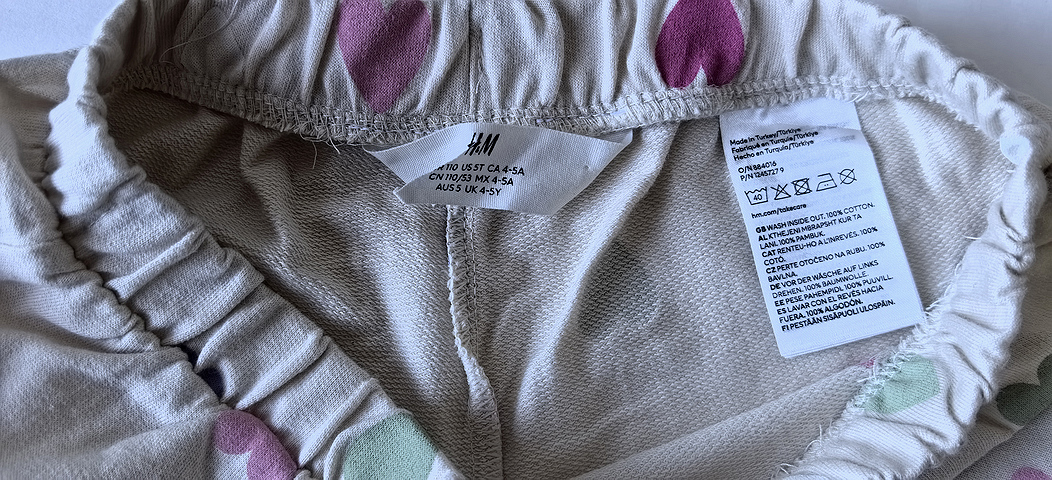 H&M
110 US 5T CA 4-5A
CN 110/53 MX 4-5A
AUS 5 UK 4-5Y
Made in Turkey/Türkiye
Fabriqué en Turquie/Türkiye
Hecho en Turquía/Türkiye
O/N 884016
P/N 1245727 9
40
hm.com/takecare
GB WASH INSIDE OUT. 100% COTTON.
AL KTHEJENI MBRAPSHT KUR TA
LANI. 100% PAMBUK.
CAT RENTEU-HO A L'INREVÉS. 100%
COTÓ.
CZ PERTE OTOČENO NA RUBU. 100%
BAVLNA.
DE VOR DER WÄSCHE AUF LINKS
DREHEN. 100% BAUMWOLLE.
EE PESE PAHEMPIDI. 100% PUUVILL.
ES LAVAR CON EL REVÉS HACIA
FUERA. 100% ALGODÓN.
FI PESTÄÄN SISÄPUOLI ULOSPÄIN.